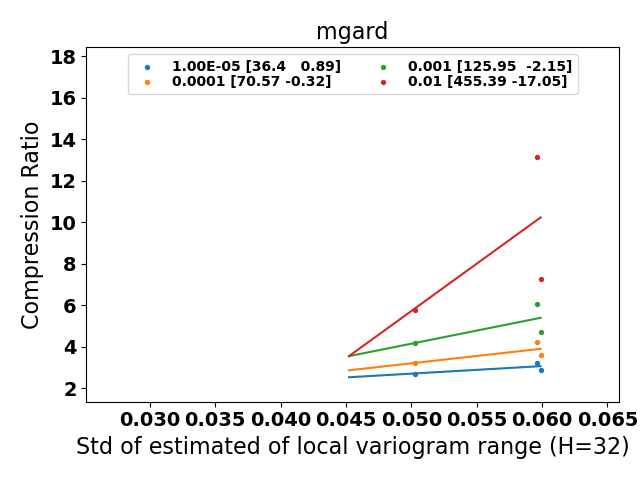 mgard
1.00E-05 [36.4   0.89]
0.0001 [70.57 -0.32]
0.001 [125.95  -2.15]
0.01 [455.39 -17.05]
Compression Ratio
18
16
14
12
10
8
6
4
2
0.030 0.035 0.040 0.045 0.050 0.055 0.060 0.065
Std of estimated of local variogram range (H=32)